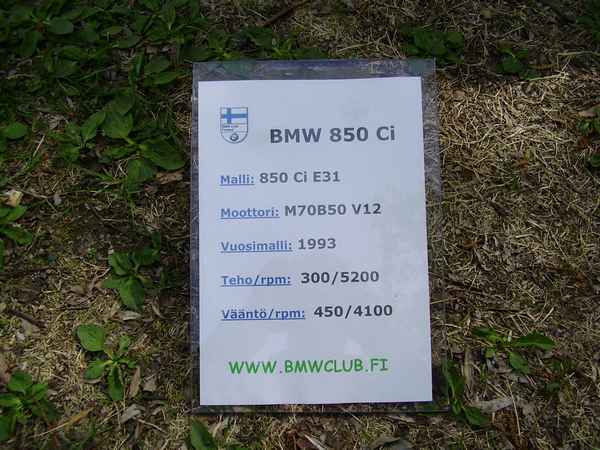 BMW 850 Ci
Malli: 850 Ci E31
Moottori: M70B50 V12
Vuosimalli: 1993
Teho/rpm: 300/5200
Vääntö/rpm: 450/4100
WWW.BMWCLUB.FI